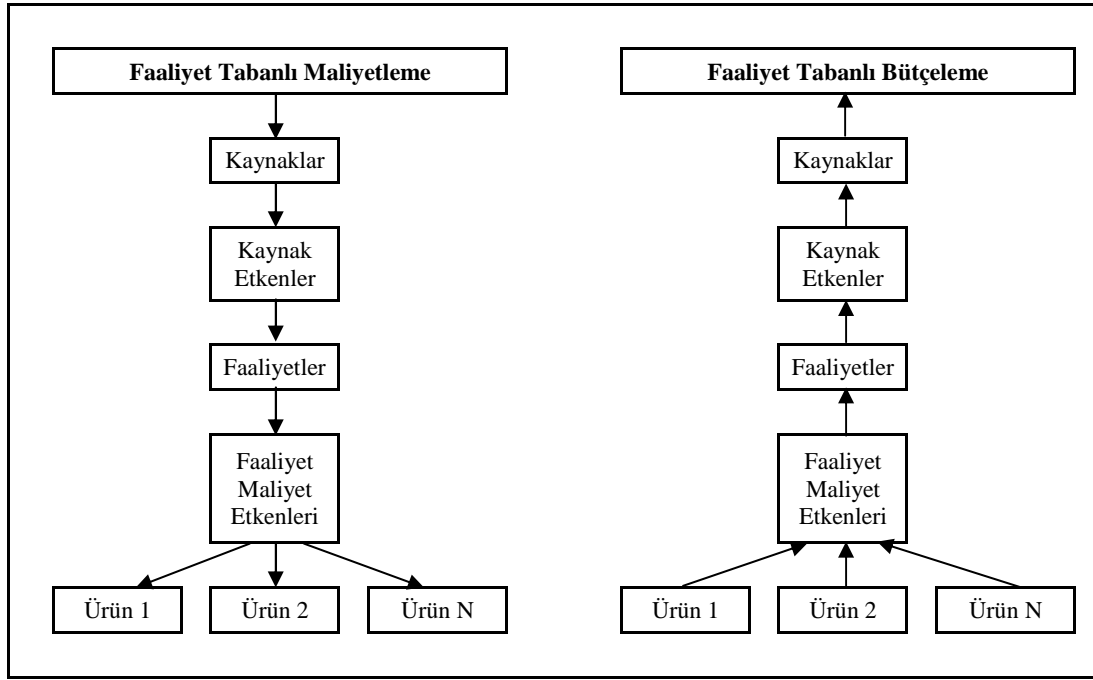 Faaliyet Tabanlı Maliyetleme
Kaynaklar
Kaynak
Etkenler
Faaliyetler
Faaliyet
Maliyet
Etkenleri
Ürün 1
Ürün 2
Ürün N
Faaliyet Tabanlı Bütçeleme
Kaynaklar
Kaynak
Etkenler
Faaliyetler
Faaliyet
Maliyet
Etkenleri
Ürün 1
Ürün 2
Ürün N